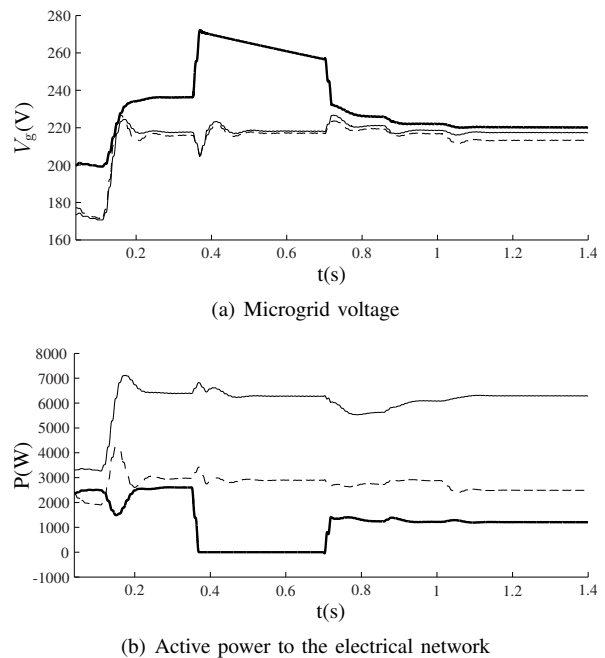 280
260
240
220
200
180
160
V_g(V)
0.2 0.4 0.6 0.8 1 1.2 1.4
t(s)
(a) Microgrid voltage
8000
7000
6000
5000
4000
3000
2000
1000
0
-1000
P(W)
0.2 0.4 0.6 0.8 1 1.2 1.4
t(s)
(b) Active power to the electrical network